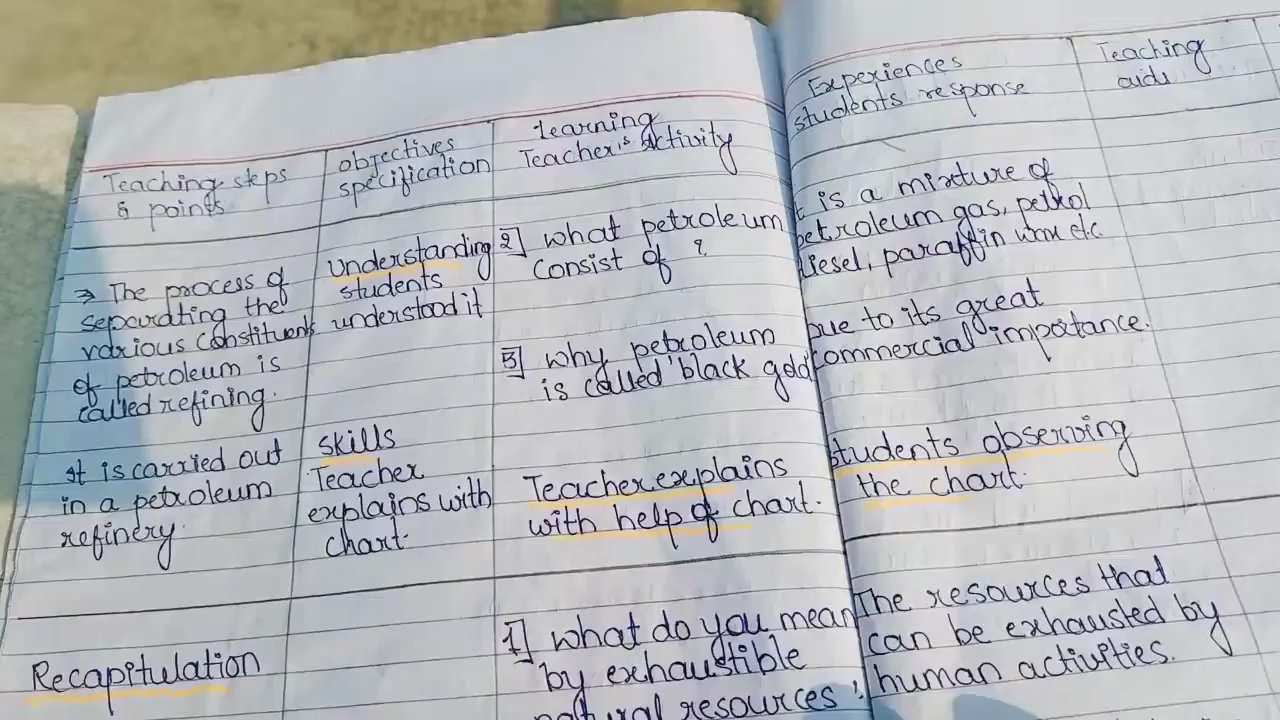 Teaching steps
& points
objectives
specification
Learning
Teacher's Activity
Experiences
students response
Teaching
aids
→ The process of
separating the
various constituents
of petroleum is
called refining.
It is carried out
in a petroleum
refinery.
Understanding
students
understood it
skills
Teacher
explains with
chart.
2] what petroleum
consist of ?
3] why petroleum
is called 'black gold'
Teacher explains
with help of chart.
It is a mixture of
petroleum gas, petrol
diesel, paraffin wax etc.
Due to its great
commercial importance.
students observing
the chart.
Recapitulation
1] what do you mean
by exhaustible
natural resources ?
The resources that
can be exhausted by
human activities.